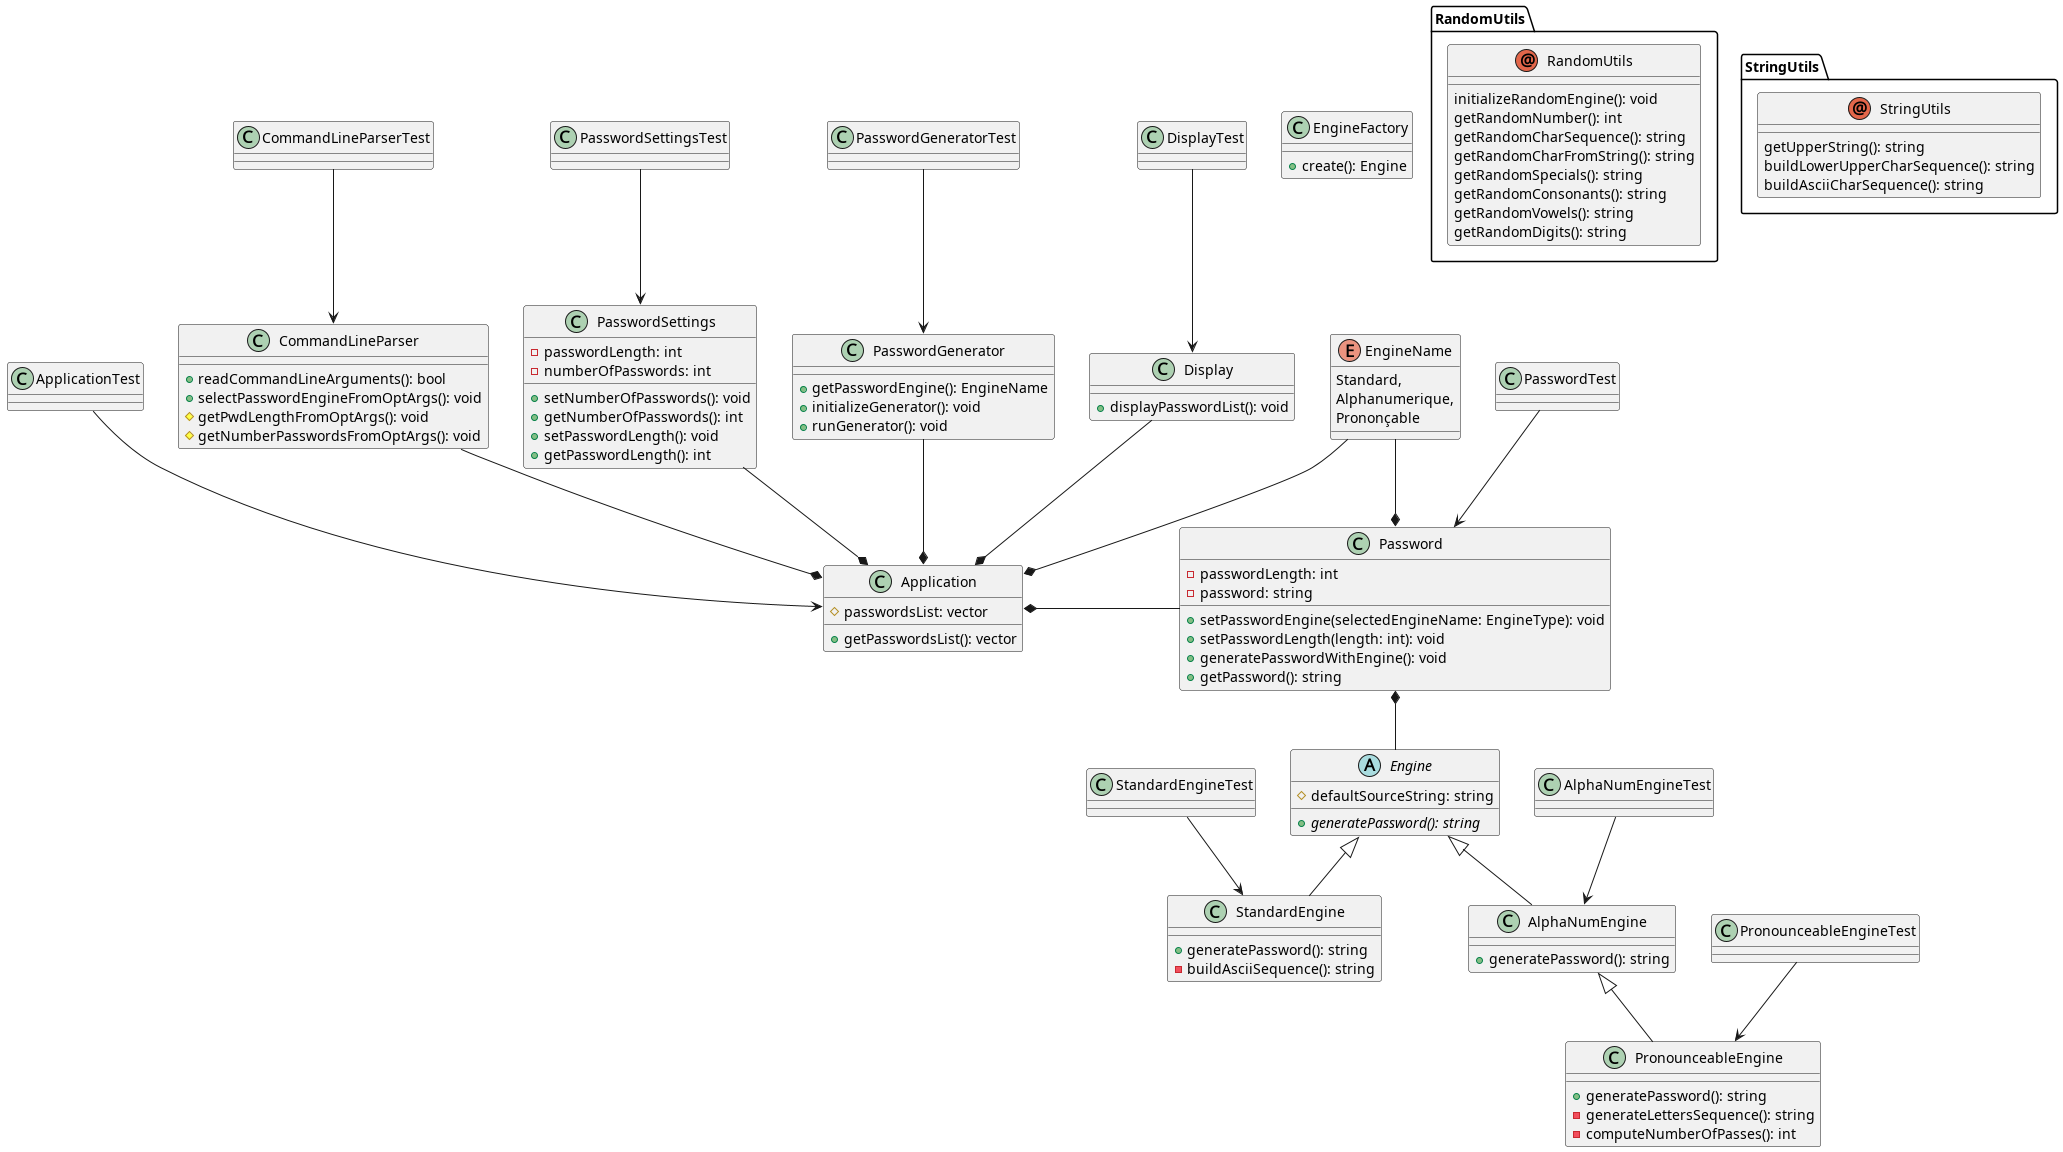 RandomUtils
RandomUtils
initializeRandomEngine(): void
getRandomNumber(): int
getRandomCharSequence(): string
getRandomCharFromString(): string
getRandomSpecials(): string
getRandomConsonants(): string
getRandomVowels(): string
getRandomDigits(): string
StringUtils
StringUtils
getUpperString(): string
buildLowerUpperCharSequence(): string
buildAsciiCharSequence(): string
CommandLineParserTest
PasswordSettingsTest
PasswordGeneratorTest
DisplayTest
EngineFactory
create(): Engine
ApplicationTest
CommandLineParser
readCommandLineArguments(): bool
selectPasswordEngineFromOptArgs(): void
getPwdLengthFromOptArgs(): void
getNumberPasswordsFromOptArgs(): void
PasswordSettings
passwordLength: int
numberOfPasswords: int
setNumberOfPasswords(): void
getNumberOfPasswords(): int
setPasswordLength(): void
getPasswordLength(): int
PasswordGenerator
getPasswordEngine(): EngineName
initializeGenerator(): void
runGenerator(): void
Display
displayPasswordList(): void
EngineName
Standard,
Alphanumerique,
Prononçable
PasswordTest
Application
passwordsList: vector
getPasswordsList(): vector
Password
passwordLength: int
password: string
setPasswordEngine(selectedEngineName: EngineType): void
setPasswordLength(length: int): void
generatePasswordWithEngine(): void
getPassword(): string
StandardEngineTest
Engine
defaultSourceString: string
generatePassword(): string
AlphaNumEngineTest
StandardEngine
generatePassword(): string
buildAsciiSequence(): string
AlphaNumEngine
generatePassword(): string
PronounceableEngineTest
PronounceableEngine
generatePassword(): string
generateLettersSequence(): string
computeNumberOfPasses(): int